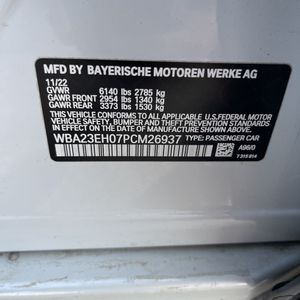 MFD BY BAYERISCHE MOTOREN WERKE AG
11/22
GVWR 6140 lbs 2785 kg
GAWR FRONT 2954 lbs 1340 kg
GAWR REAR 3373 lbs 1530 kg
THIS VEHICLE CONFORMS TO ALL APPLICABLE U.S.FEDERAL MOTOR
VEHICLE SAFETY, BUMPER, AND THEFT PREVENTION STANDARDS
IN EFFECT ON THE DATE OF MANUFACTURE SHOWN ABOVE.
WBA23EH07PCM26937 TYPE: PASSENGER CAR
A96/0
7 315 814